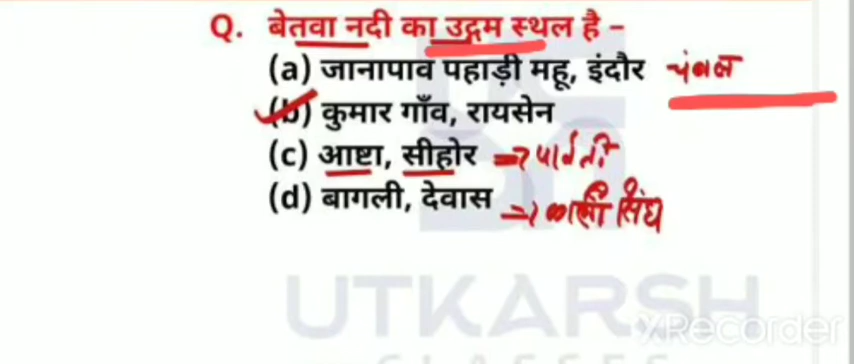 Q. बेतवा नदी का उद्गम स्थल है –
(a) जानापाव पहाड़ी महू, इंदौर चंबल
(b) कुमार गाँव, रायसेन
(c) आष्टा, सीहोर → पार्वती
(d) बागली, देवास → काली सिंध
UTKARSH
CLASSES
XRecorder